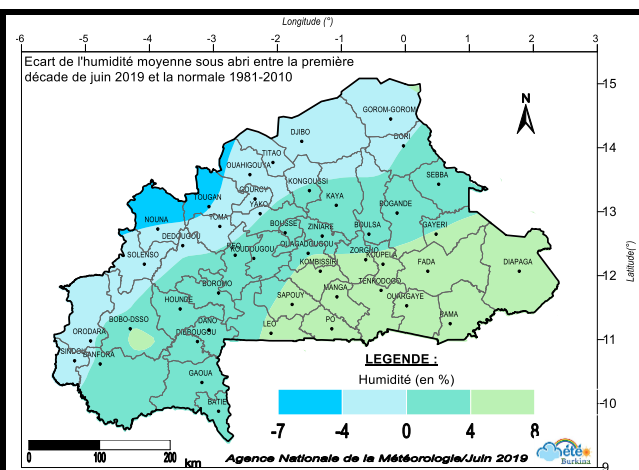 Longitude (°)
-6 -5 -4 -3 -2 -1 0 1 2 3
Ecart de l'humidité moyenne sous abri entre la première
décade de juin 2019 et la normale 1981-2010
15
N
GOROM-GOROM
DJIBO
DORI
14
TITAO
OUAHIGOUYA
KONGOUSSI
SEBBA
TOUGAN
GOURCY
YAKO
KAYA
BOGANDE
13
NOUNA
TOMA
BOUSSE
ZINIARE
BOULSA
GAYERI
DEDOUGOU
REO
KOUDOUGOU
OUAGADUGOU
ZORGHO
KOUPELA
Latitude(°)
SOLENSO
KOMBISSIRI
FADA
DIAPAGA
12
BOROMO
TENKODOGO
HOUNDE
SAPOUY
MANGA
OUARGAYE
BOBO-DSSO
DANO
LEO
PO
PAMA
ORODARA
DIEBOUGOU
11
SINDOU
BANFORA
LEGENDE :
GAOUA
Humidité (en %)
BATIE
10
-7 -4 0 4 8
0 100 200
km
Agence Nationale de la Météorologie/Juin 2019
Météo
Burkina
9